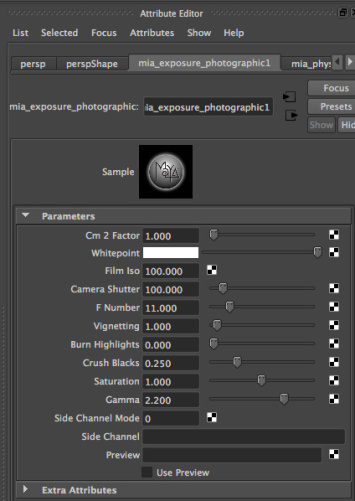 Attribute Editor
List Selected Focus Attributes Show Help
persp perspShape mia_exposure_photographic1 mia_phys
Focus
mia_exposure_photographic: ia_exposure_photographic1
Presets
Show Hid
Sample
Parameters
Cm 2 Factor 1.000
Whitepoint
Film Iso 100.000
Camera Shutter 100.000
F Number 11.000
Vignetting 1.000
Burn Highlights 0.000
Crush Blacks 0.250
Saturation 1.000
Gamma 2.200
Side Channel Mode 0
Side Channel
Preview
Use Preview
Extra Attributes